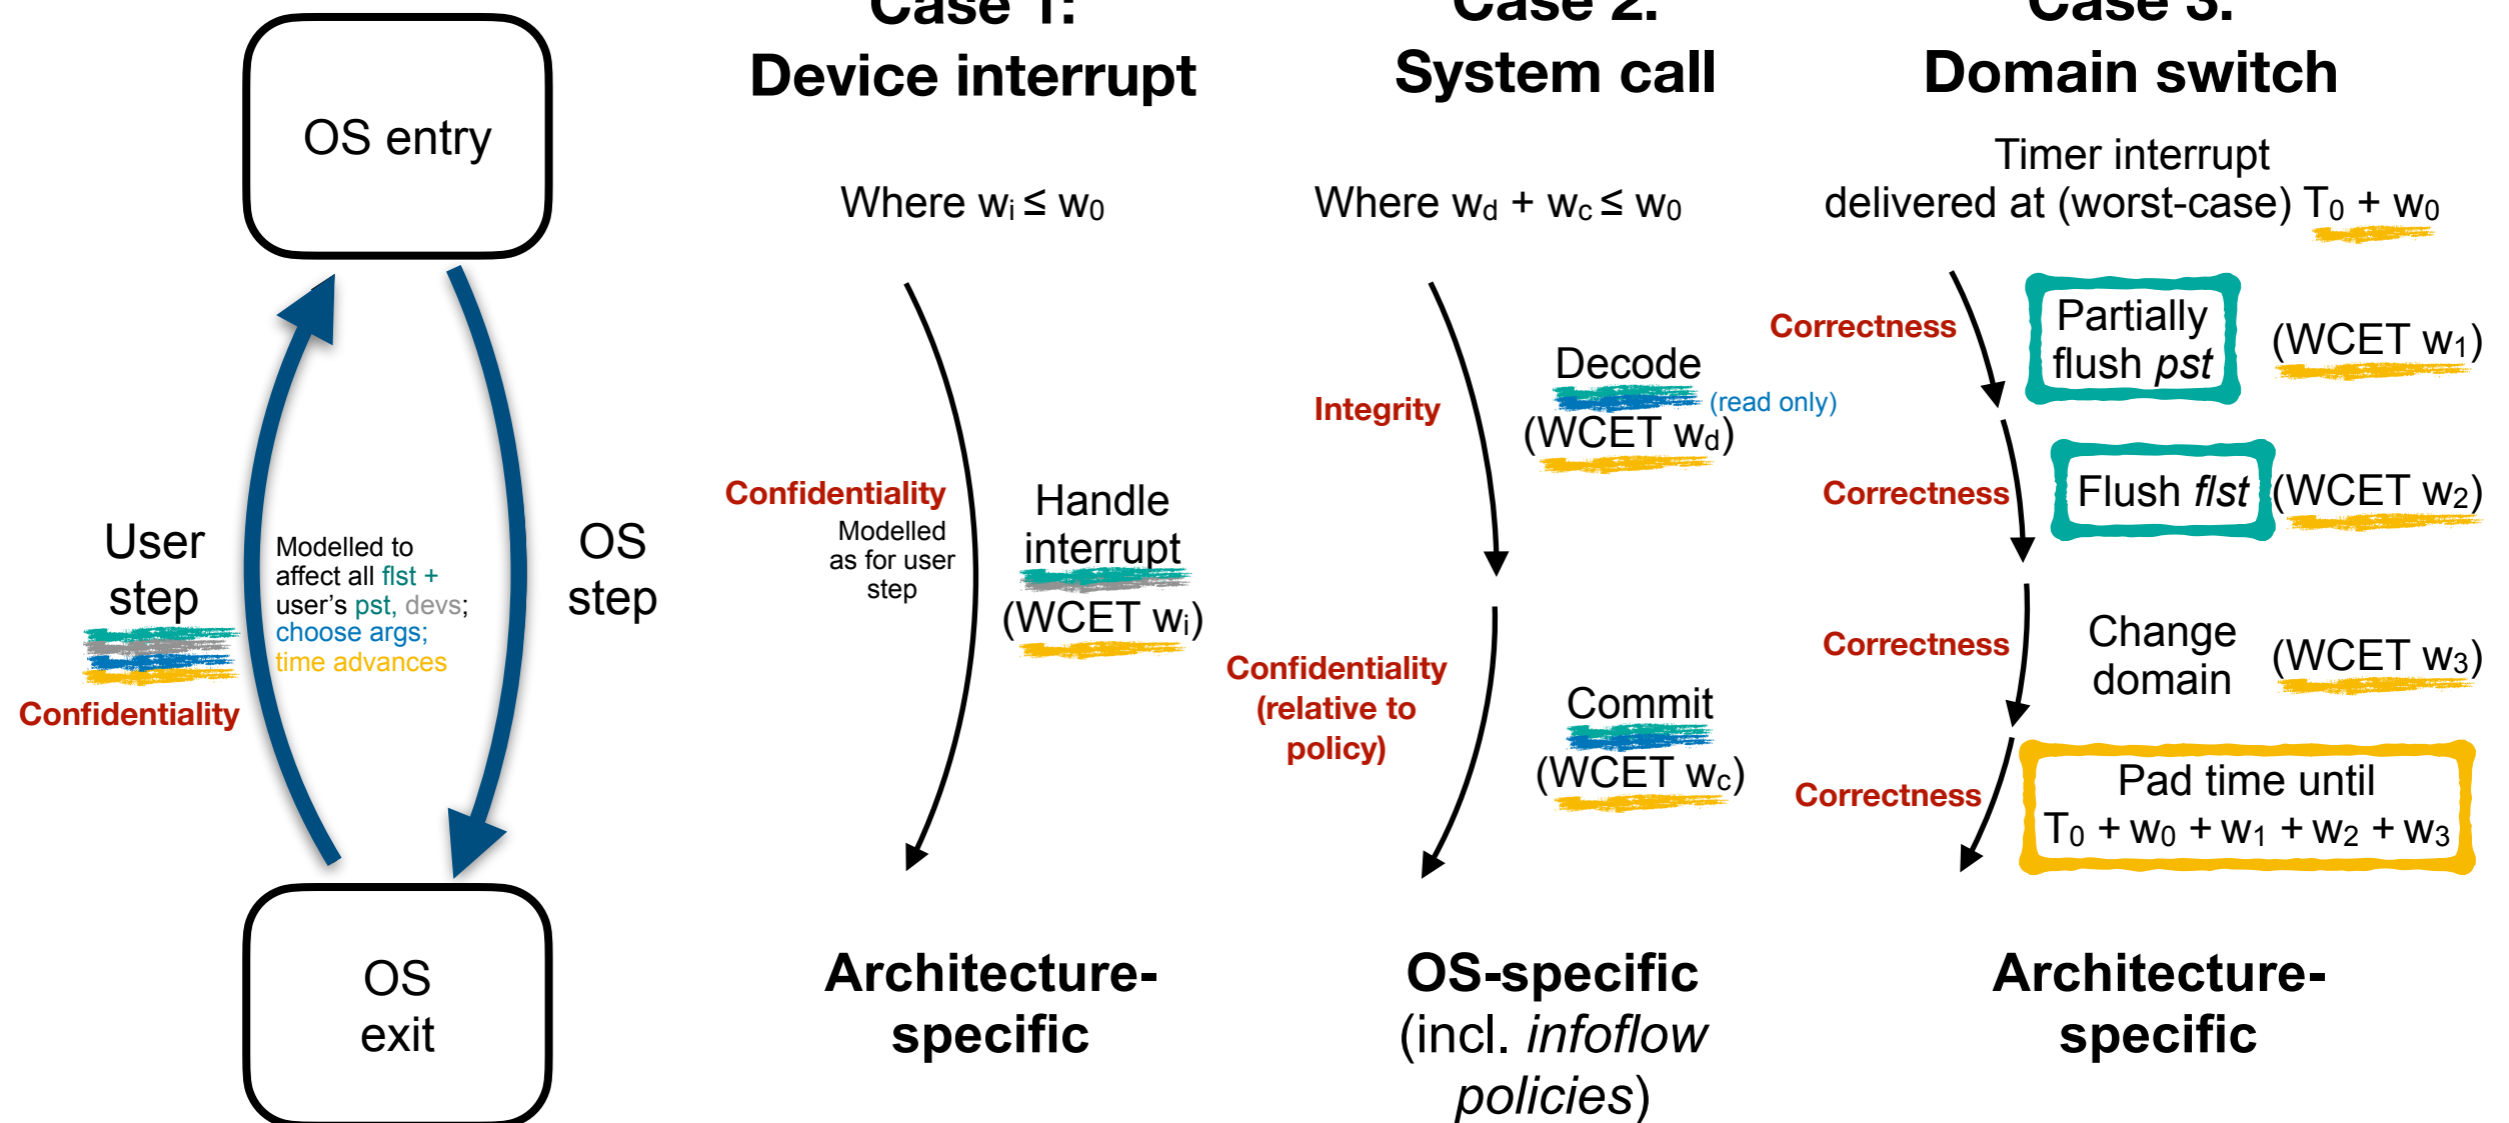 OS entry
User
step
Confidentiality
Modelled to
affect all flst +
user's pst, devs;
choose args;
time advances
OS
step
OS
exit
Case 1:
Device interrupt
Where wi ≤ w0
Confidentiality
Modelled
as for user
step
Handle
interrupt
(WCET wi)
Architecture-
specific
Case 2:
System call
Where wd + wc ≤ w0
Integrity
Decode
(read only)
(WCET wd)
Confidentiality
(relative to
policy)
Commit
(WCET wc)
OS-specific
(incl. infoflow
policies)
Case 3:
Domain switch
Timer interrupt
delivered at (worst-case) T0 + w0
Correctness
Partially
flush pst
(WCET w1)
Correctness
Flush flst
(WCET w2)
Correctness
Change
domain
(WCET w3)
Correctness
Pad time until
T0 + w0 + w1 + w2 + w3
Architecture-
specific